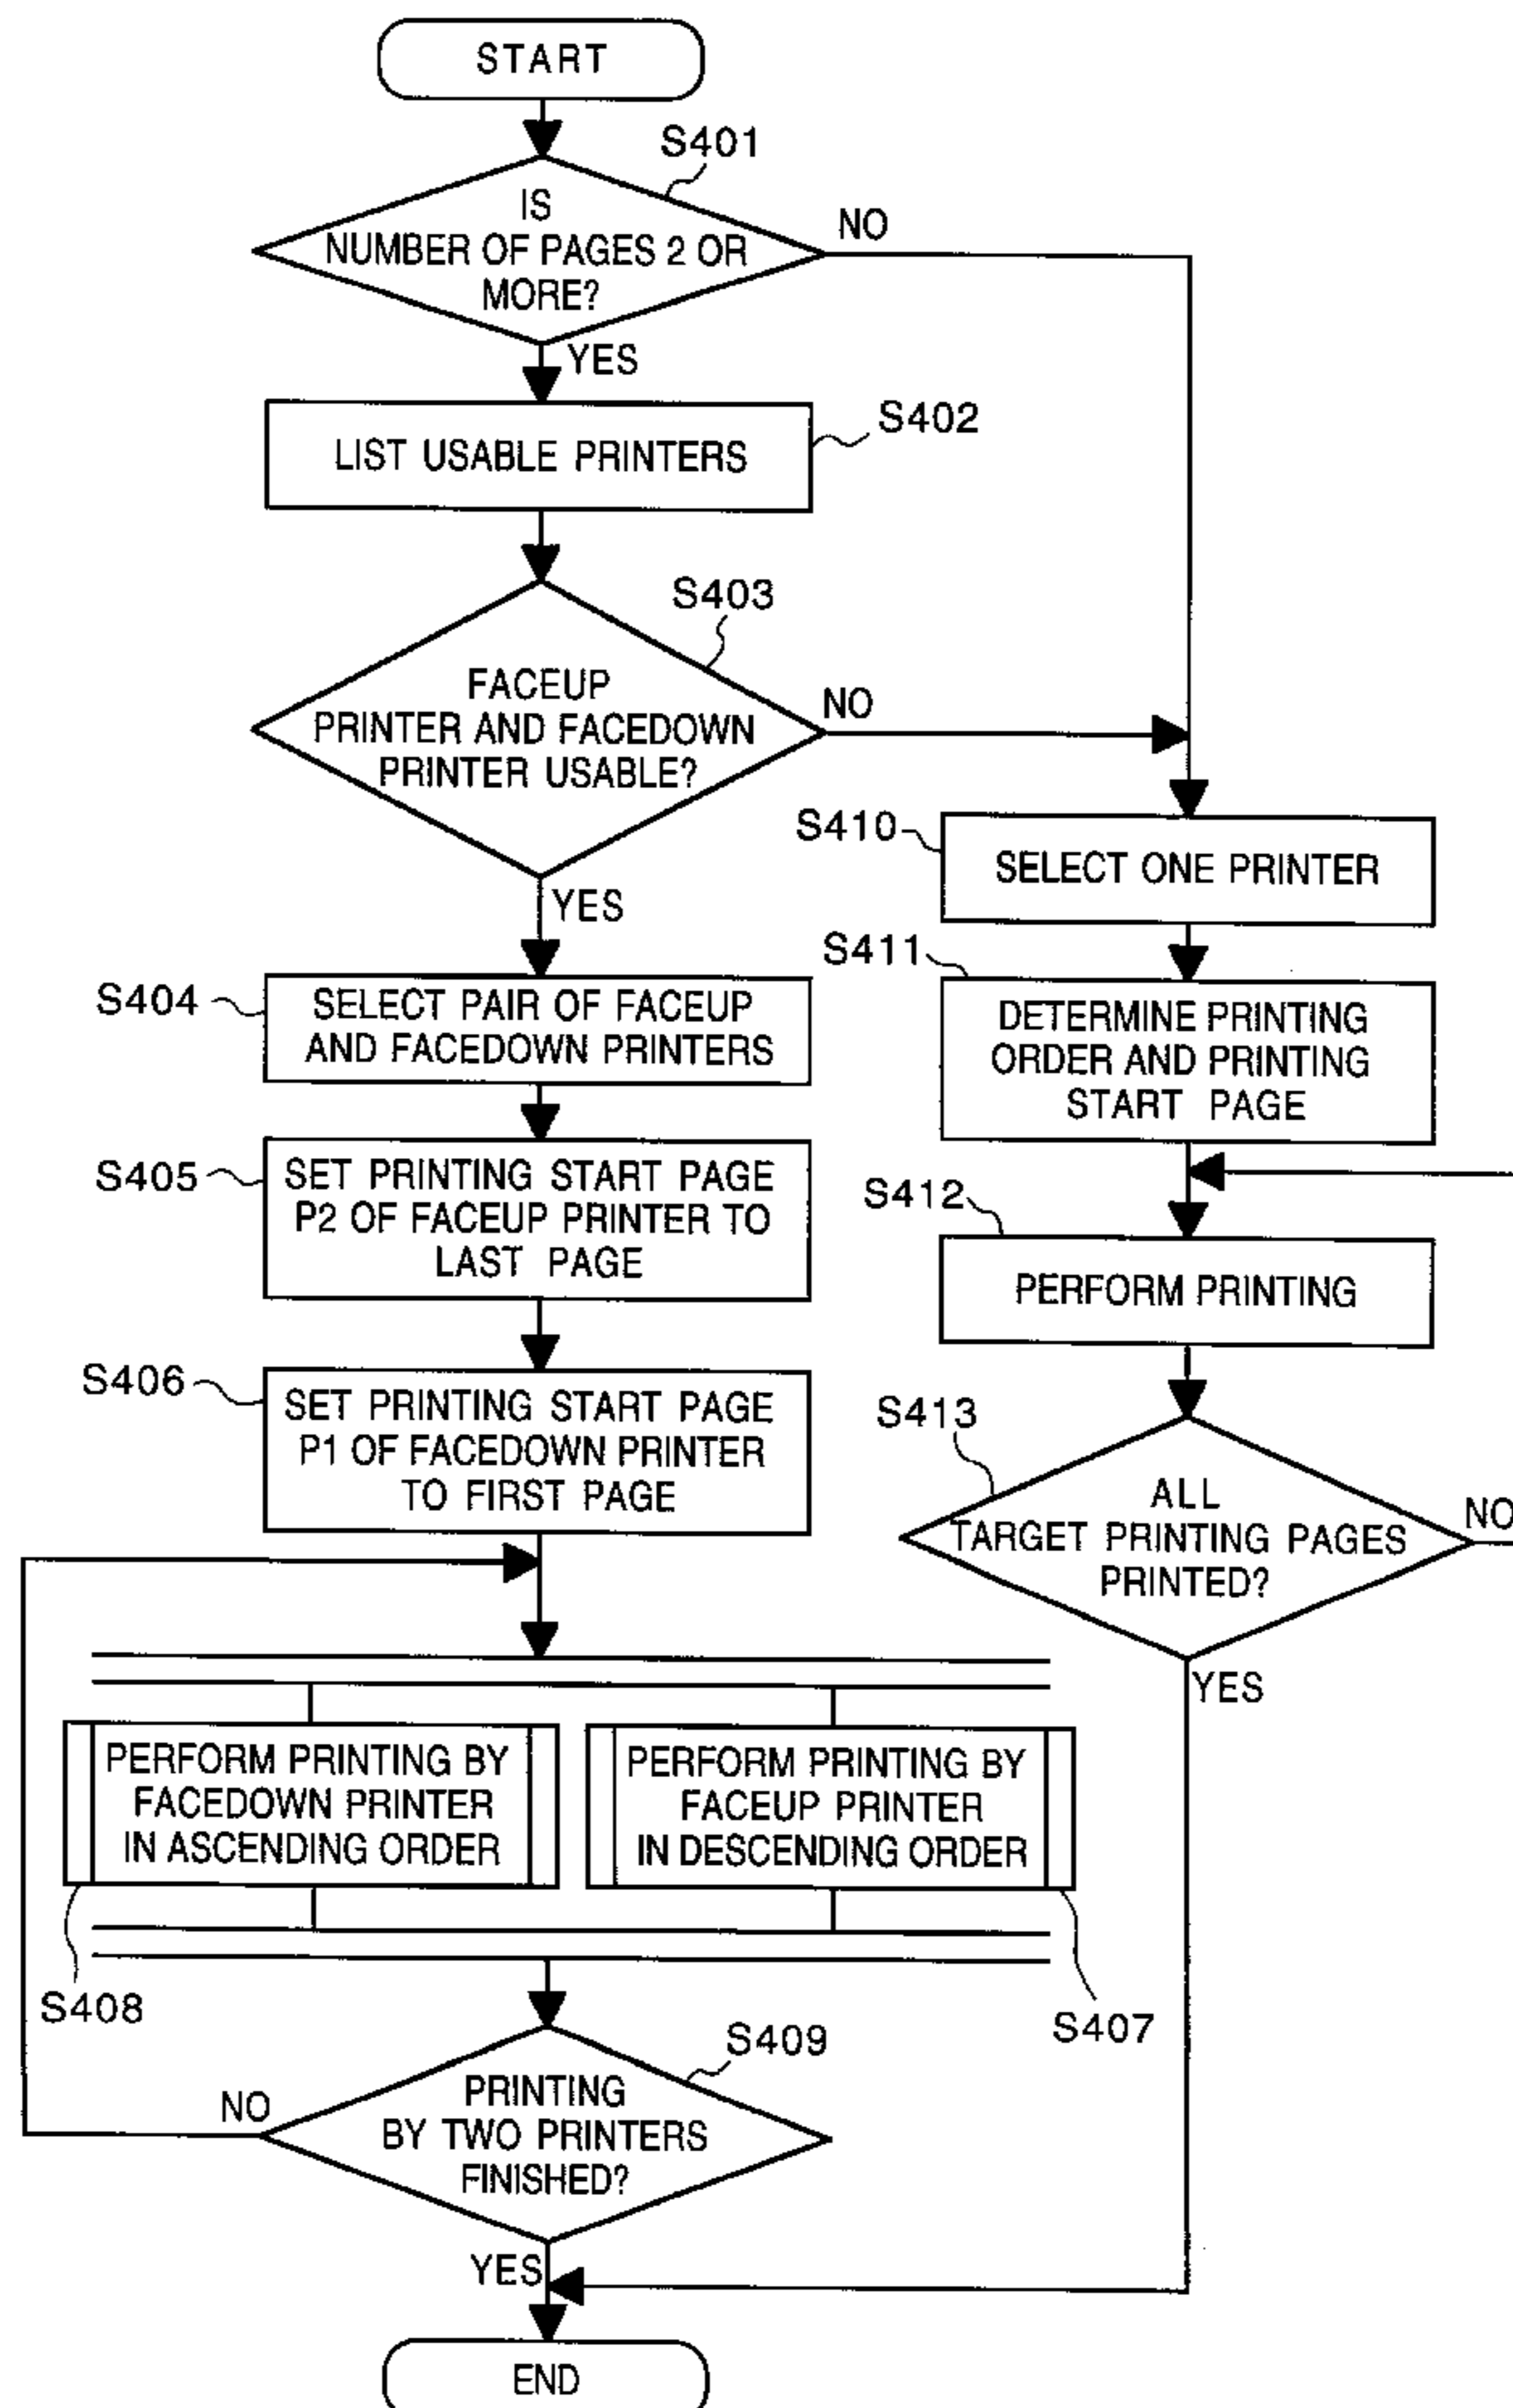 START
S401
IS
NUMBER OF PAGES 2 OR
MORE?
NO
YES
S402
LIST USABLE PRINTERS
S403
FACEUP
PRINTER AND FACEDOWN
PRINTER USABLE?
NO
YES
S410
SELECT ONE PRINTER
S404
SELECT PAIR OF FACEUP
AND FACEDOWN PRINTERS
S411
DETERMINE PRINTING
ORDER AND PRINTING
START PAGE
S405
SET PRINTING START PAGE
P2 OF FACEUP PRINTER TO
LAST PAGE
S412
PERFORM PRINTING
S406
SET PRINTING START PAGE
P1 OF FACEDOWN PRINTER
TO FIRST PAGE
S413
ALL
TARGET PRINTING PAGES
PRINTED?
NO
YES
PERFORM PRINTING BY
FACEDOWN PRINTER
IN ASCENDING ORDER
PERFORM PRINTING BY
FACEUP PRINTER
IN DESCENDING ORDER
S408
S407
S409
PRINTING
BY TWO PRINTERS
FINISHED?
NO
YES
END